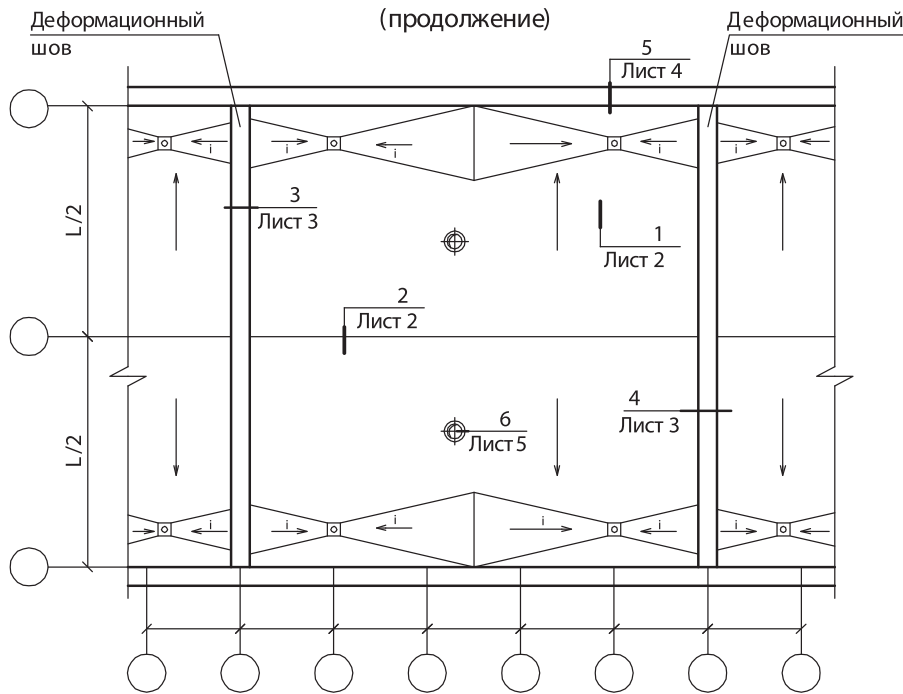 (продолжение)
Деформационный
шов
Деформационный
шов
5
Лист 4
i
i
i
i
i
i
3
Лист 3
1
Лист 2
L/2
2
Лист 2
4
Лист 3
6
Лист 5
L/2
i
i
i
i
i
i